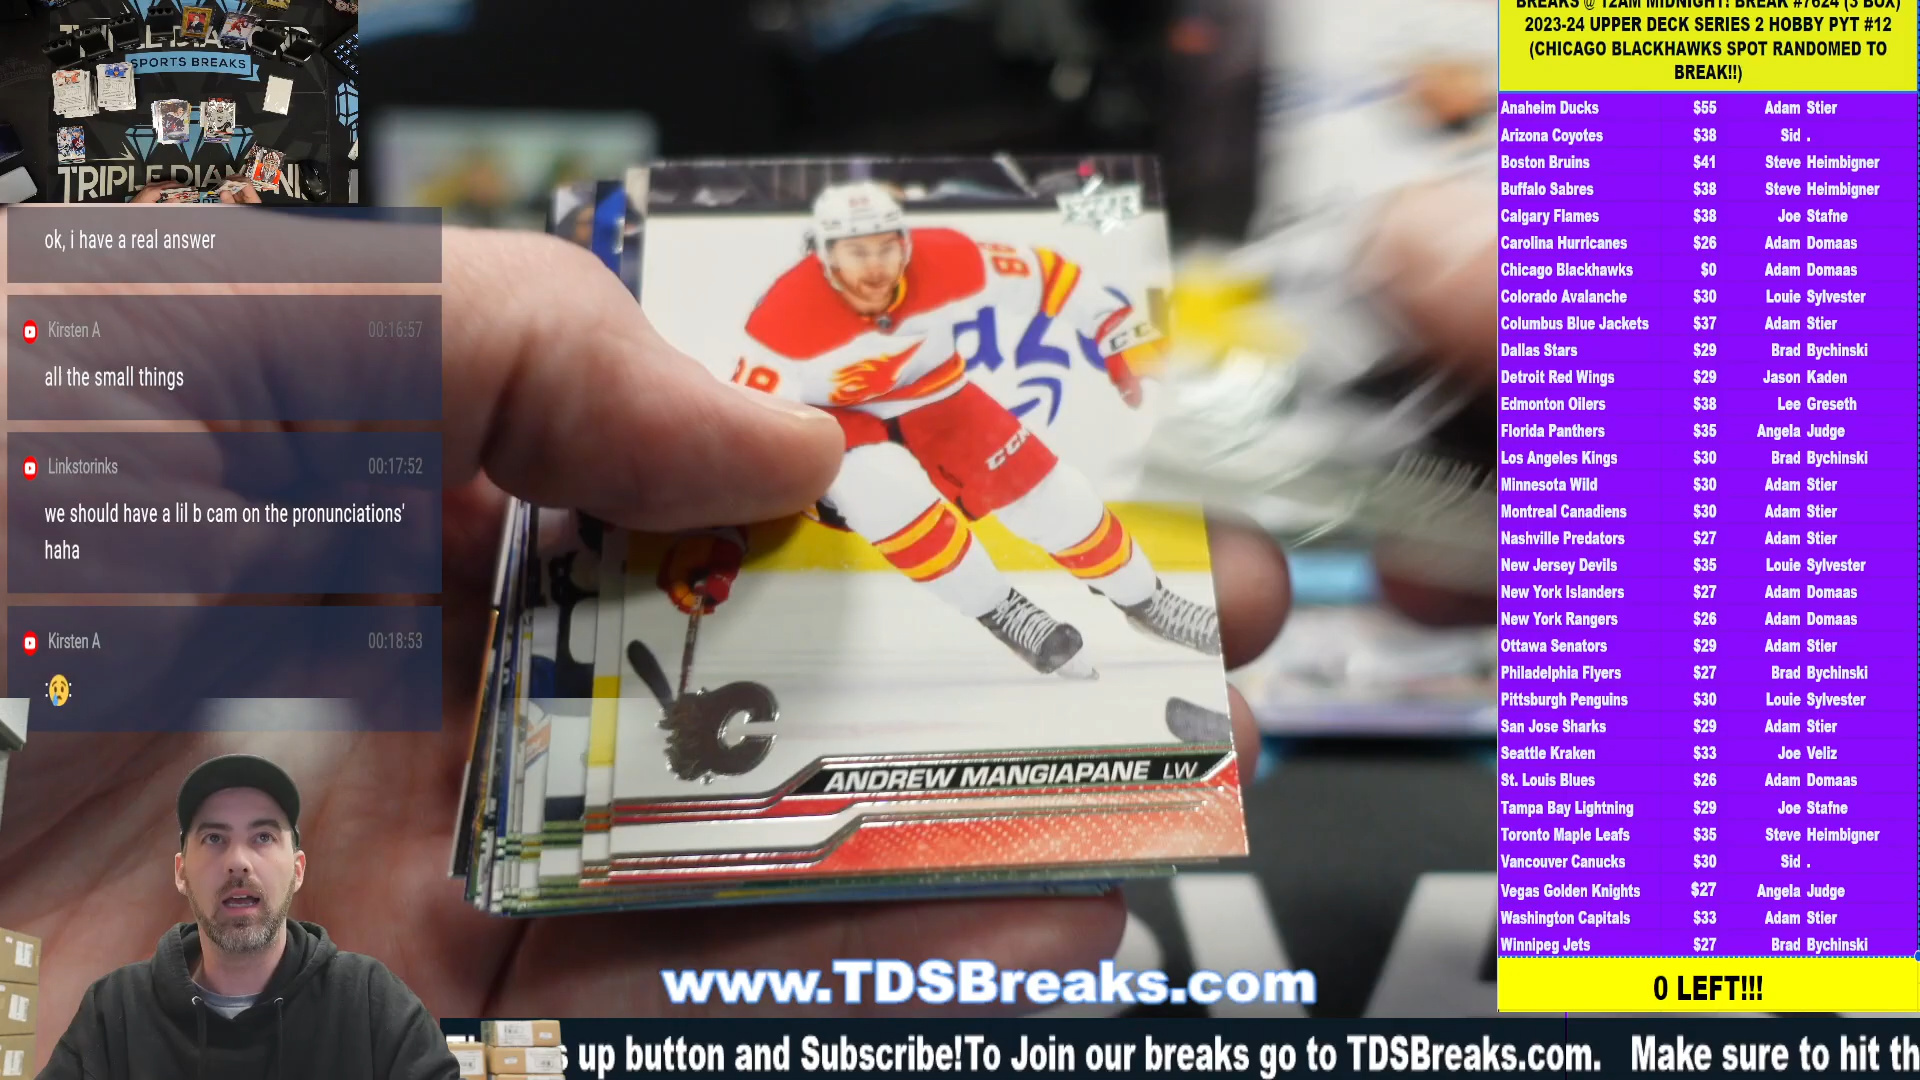 SPORTS BREAKS
TRIPLE DIAMOND
ok, i have a real answer
Kirsten A 00:16:57
all the small things
Linkstorinks 00:17:52
we should have a lil b cam on the pronunciations'
haha
Kirsten A 00:18:53
😢
88
CCM
CCM
ANDREW MANGIAPANE LW
www.TDSBreaks.com
BREAKS @ 12AM MIDNIGHT! BREAK #7624 (3 BOX)
2023-24 UPPER DECK SERIES 2 HOBBY PYT #12
(CHICAGO BLACKHAWKS SPOT RANDOMED TO
BREAK!!)
Anaheim Ducks $55 Adam Stier
Arizona Coyotes $38 Sid .
Boston Bruins $41 Steve Heimbigner
Buffalo Sabres $38 Steve Heimbigner
Calgary Flames $38 Joe Stafne
Carolina Hurricanes $26 Adam Domaas
Chicago Blackhawks $0 Adam Domaas
Colorado Avalanche $30 Louie Sylvester
Columbus Blue Jackets $37 Adam Stier
Dallas Stars $29 Brad Bychinski
Detroit Red Wings $29 Jason Kaden
Edmonton Oilers $38 Lee Greseth
Florida Panthers $35 Angela Judge
Los Angeles Kings $30 Brad Bychinski
Minnesota Wild $30 Adam Stier
Montreal Canadiens $30 Adam Stier
Nashville Predators $27 Adam Stier
New Jersey Devils $35 Louie Sylvester
New York Islanders $27 Adam Domaas
New York Rangers $26 Adam Domaas
Ottawa Senators $29 Adam Stier
Philadelphia Flyers $27 Brad Bychinski
Pittsburgh Penguins $30 Louie Sylvester
San Jose Sharks $29 Adam Stier
Seattle Kraken $33 Joe Veliz
St. Louis Blues $26 Adam Domaas
Tampa Bay Lightning $29 Joe Stafne
Toronto Maple Leafs $35 Steve Heimbigner
Vancouver Canucks $30 Sid .
Vegas Golden Knights $27 Angela Judge
Washington Capitals $33 Adam Stier
Winnipeg Jets $27 Brad Bychinski
0 LEFT!!!
up button and Subscribe!To Join our breaks go to TDSBreaks.com. Make sure to hit th